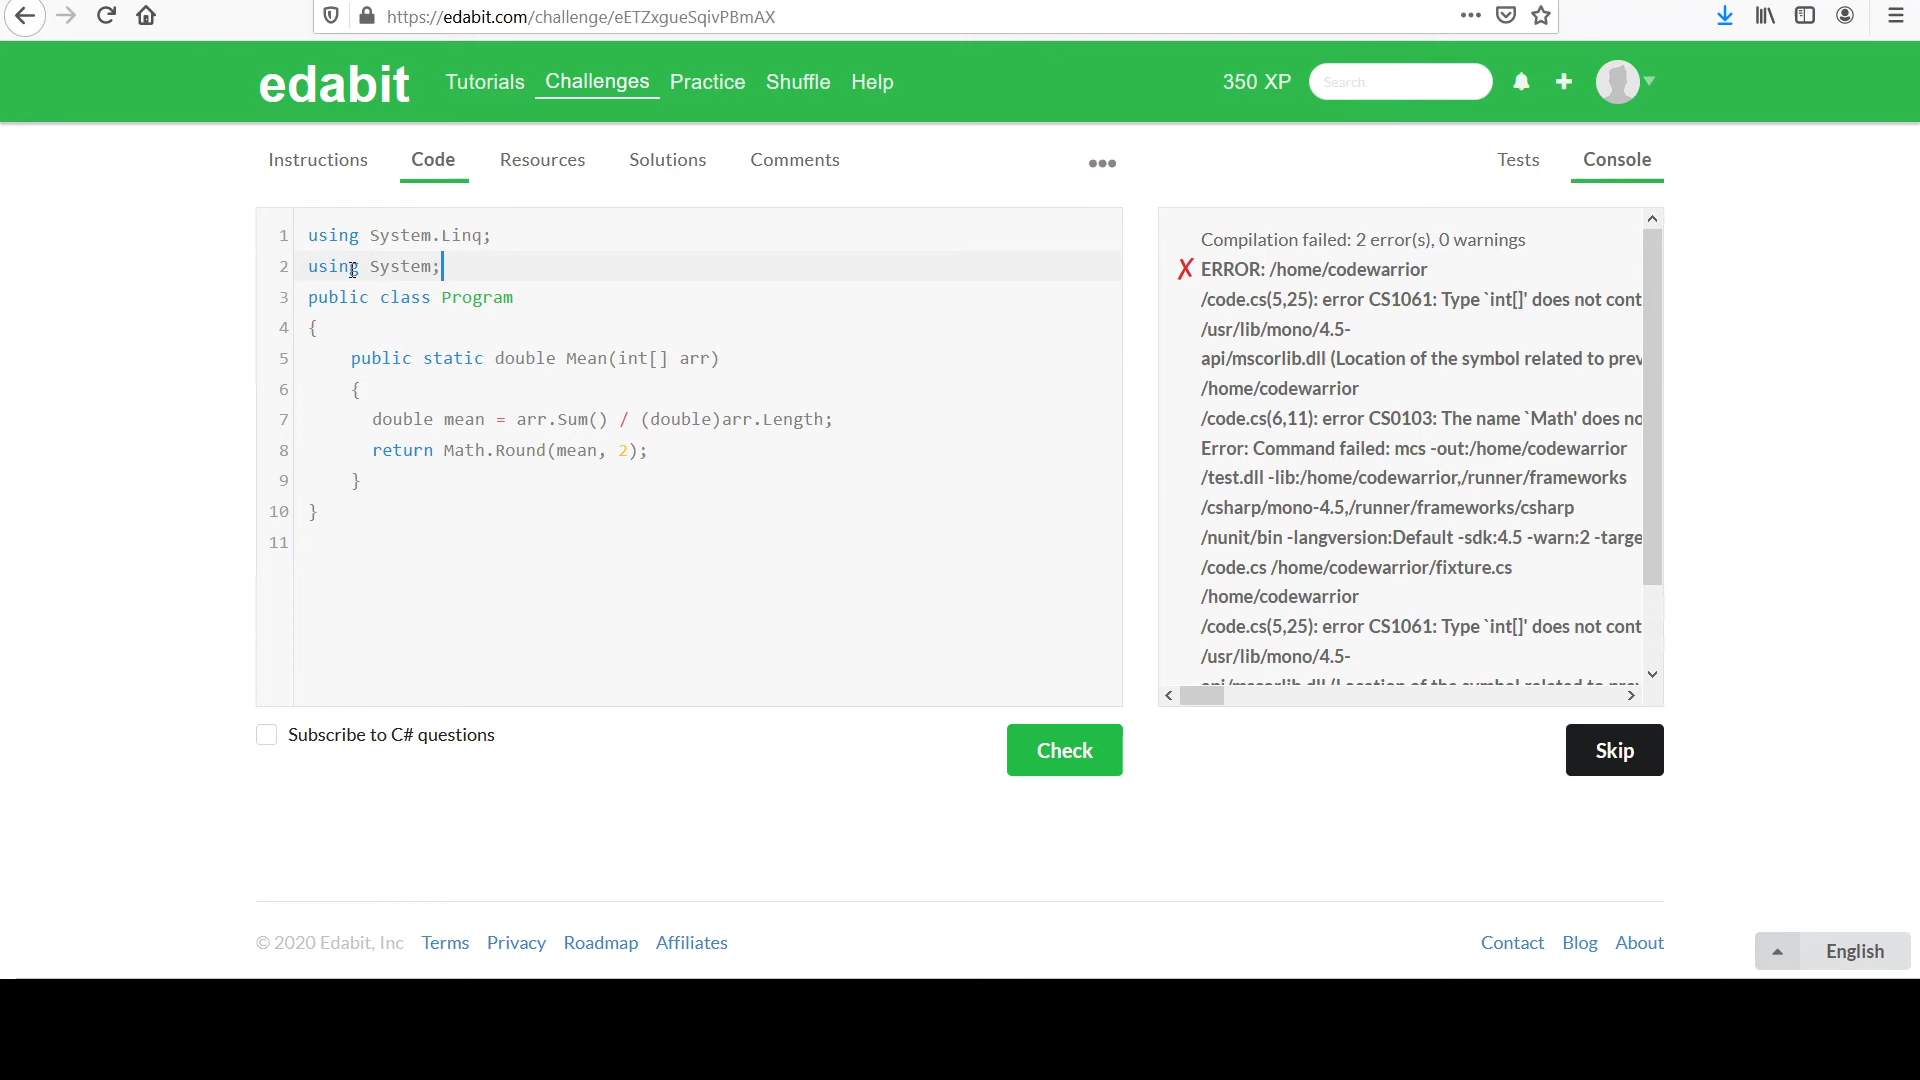 https://edabit.com/challenge/eETZxgueSqivPBmAX
edabit Tutorials Challenges Practice Shuffle Help 350 XP Search
Instructions Code Resources Solutions Comments Tests Console
1 using System.Linq;
2 using System;
3 public class Program
4 {
5 public static double Mean(int[] arr)
6 {
7 double mean = arr.Sum() / (double)arr.Length;
8 return Math.Round(mean, 2);
9 }
10 }
11
Compilation failed: 2 error(s), 0 warnings
ERROR: /home/codewarrior
/code.cs(5,25): error CS1061: Type `int[]' does not cont
/usr/lib/mono/4.5-
api/mscorlib.dll (Location of the symbol related to prev
/home/codewarrior
/code.cs(6,11): error CS0103: The name `Math' does no
Error: Command failed: mcs -out:/home/codewarrior
/test.dll -lib:/home/codewarrior,/runner/frameworks
/csharp/mono-4.5,/runner/frameworks/csharp
/nunit/bin -langversion:Default -sdk:4.5 -warn:2 -targe
/code.cs /home/codewarrior/fixture.cs
/home/codewarrior
/code.cs(5,25): error CS1061: Type `int[]' does not cont
/usr/lib/mono/4.5-
Subscribe to C# questions
Check
Skip
© 2020 Edabit, Inc Terms Privacy Roadmap Affiliates Contact Blog About
English